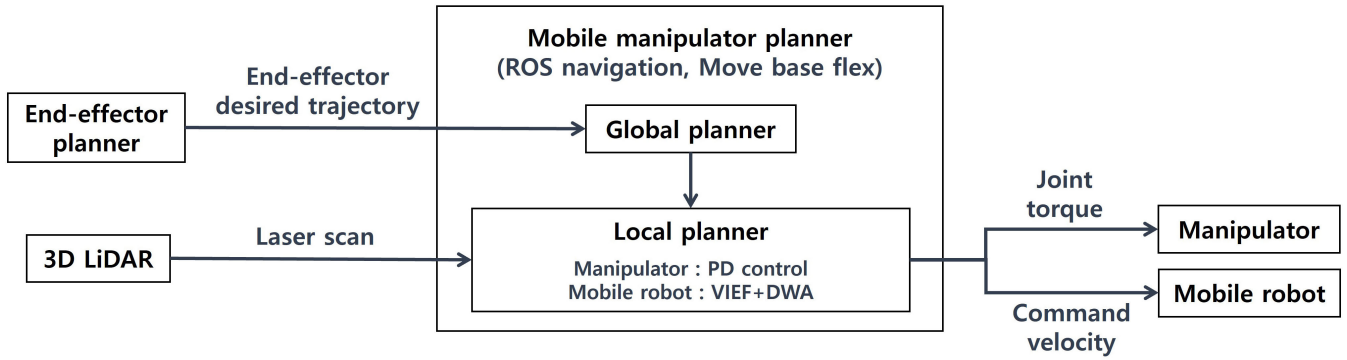 Mobile manipulator planner
(ROS navigation, Move base flex)
End-effector
desired trajectory
End-effector
planner
Global planner
Joint
torque
Laser scan
Local planner
Manipulator
3D LiDAR
Manipulator : PD control
Mobile robot : VIEF+DWA
Mobile robot
Command
velocity